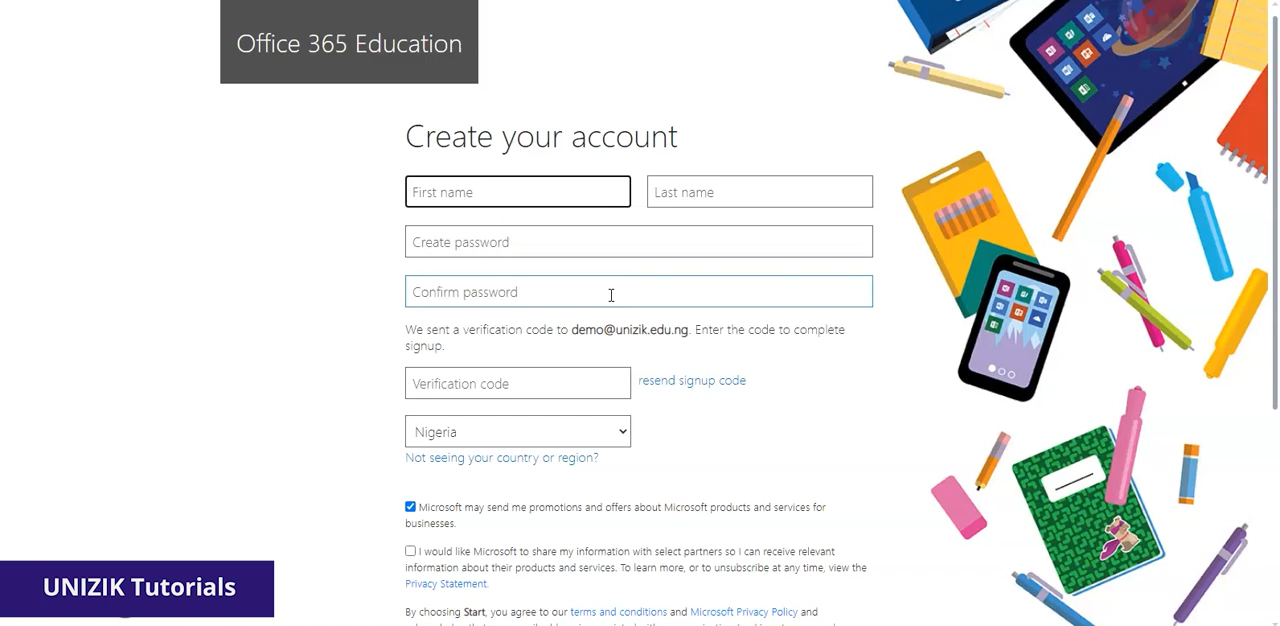 Office 365 Education
Create your account
First name
Last name
Create password
Confirm password
We sent a verification code to demo@unizik.edu.ng. Enter the code to complete
signup.
Verification code
resend signup code
Nigeria
Not seeing your country or region?
Microsoft may send me promotions and offers about Microsoft products and services for
businesses.
I would like Microsoft to share my information with select partners so I can receive relevant
information about their products and services. To learn more, or to unsubscribe at any time, view the
Privacy Statement.
By choosing Start, you agree to our terms and conditions and Microsoft Privacy Policy and
UNIZIK Tutorials